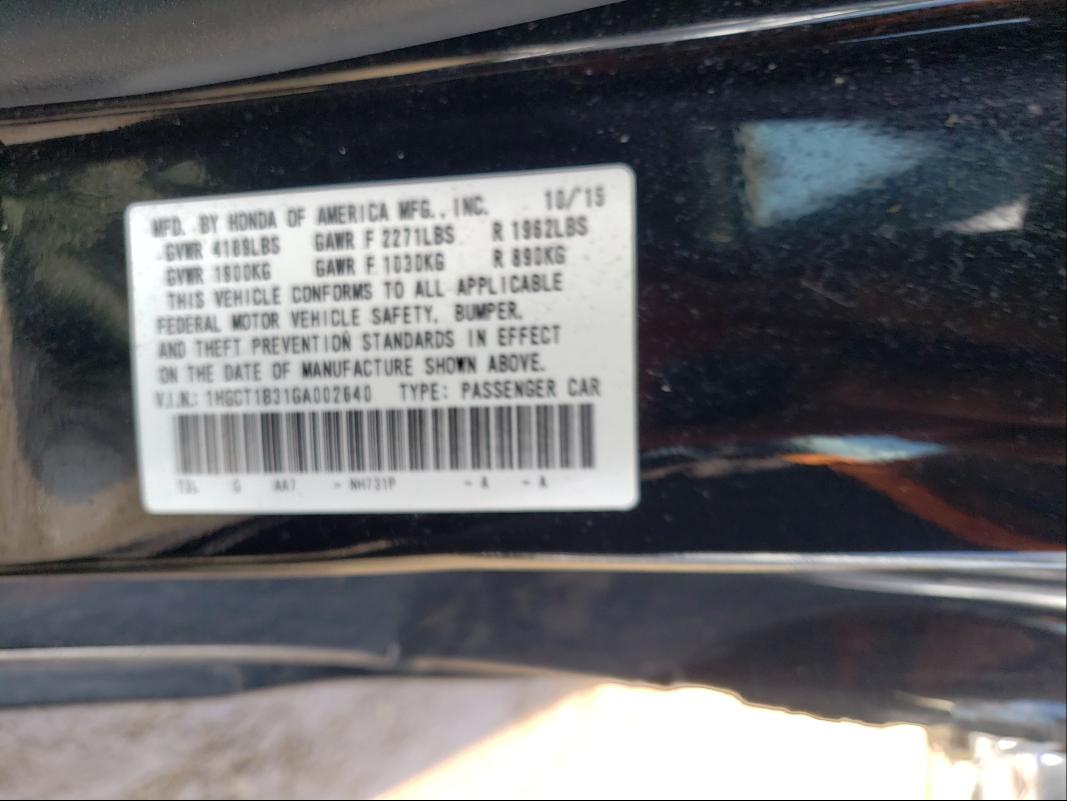 MFD. BY HONDA OF AMERICA MFG., INC. 10/15
GVWR 4189LBS GAWR F 2271LBS R 1962LBS
GVWR 1900KG GAWR F 1030KG R 890KG
THIS VEHICLE CONFORMS TO ALL APPLICABLE
FEDERAL MOTOR VEHICLE SAFETY, BUMPER,
AND THEFT PREVENTION STANDARDS IN EFFECT
ON THE DATE OF MANUFACTURE SHOWN ABOVE.
V.I.N.: 1HGCT1B31GA002640 TYPE: PASSENGER CAR
T3L G AA7 - NH731P - A - A